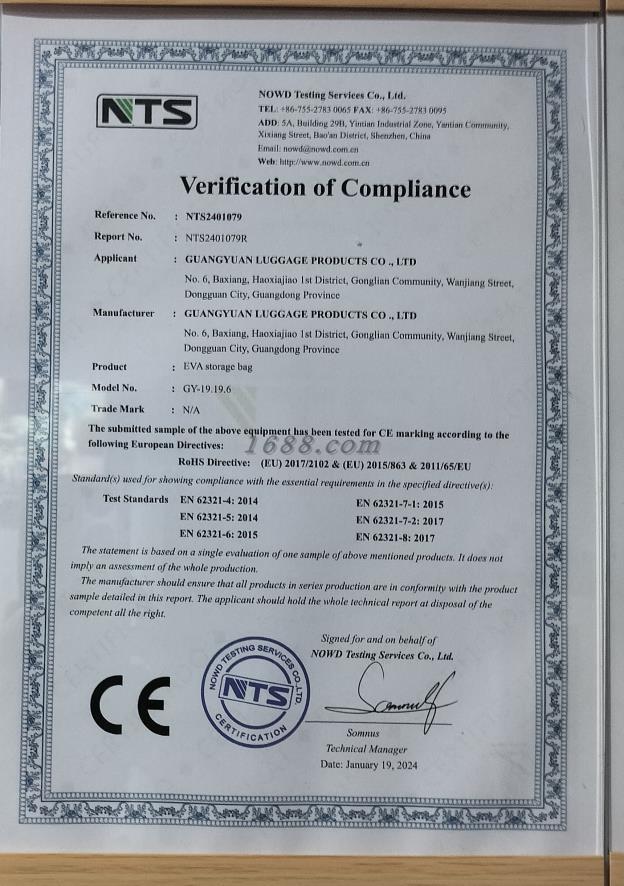 NTS
NOWD Testing Services Co., Ltd.
TEL: +86-755-2783 0065 FAX: +86-755-2783 0095
ADD: 5A, Building 29B, Yintian Industrial Zone, Yantian Community,
Xixiang Street, Bao'an District, Shenzhen, China
Email: nowd@nowd.com.cn
Web: http://www.nowd.com.cn
Verification of Compliance
Reference No. : NTS2401079
Report No. : NTS2401079R
Applicant : GUANGYUAN LUGGAGE PRODUCTS CO ., LTD
No. 6, Baxiang, Haoxiajiao 1st District, Gonglian Community, Wanjiang Street,
Dongguan City, Guangdong Province
Manufacturer : GUANGYUAN LUGGAGE PRODUCTS CO ., LTD
No. 6, Baxiang, Haoxiajiao 1st District, Gonglian Community, Wanjiang Street,
Dongguan City, Guangdong Province
Product : EVA storage bag
Model No. : GY-19.19.6
Trade Mark : N/A
The submitted sample of the above equipment has been tested for CE marking according to the
following European Directives:
1688.com
RoHS Directive: (EU) 2017/2102 & (EU) 2015/863 & 2011/65/EU
Standard(s) used for showing compliance with the essential requirements in the specified directive(s):
Test Standards EN 62321-4: 2014 EN 62321-7-1: 2015
EN 62321-5: 2014 EN 62321-7-2: 2017
EN 62321-6: 2015 EN 62321-8: 2017
The statement is based on a single evaluation of one sample of above mentioned products. It does not
imply an assessment of the whole production.
The manufacturer should ensure that all products in series production are in conformity with the product
sample detailed in this report. The applicant should hold the whole technical report at disposal of the
competent all the right.
Signed for and on behalf of
NOWD Testing Services Co., Ltd.
CE
NOWD TESTING SERVICES CO.,LTD.
NTS
CERTIFICATION
Somnus
Technical Manager
Date: January 19, 2024